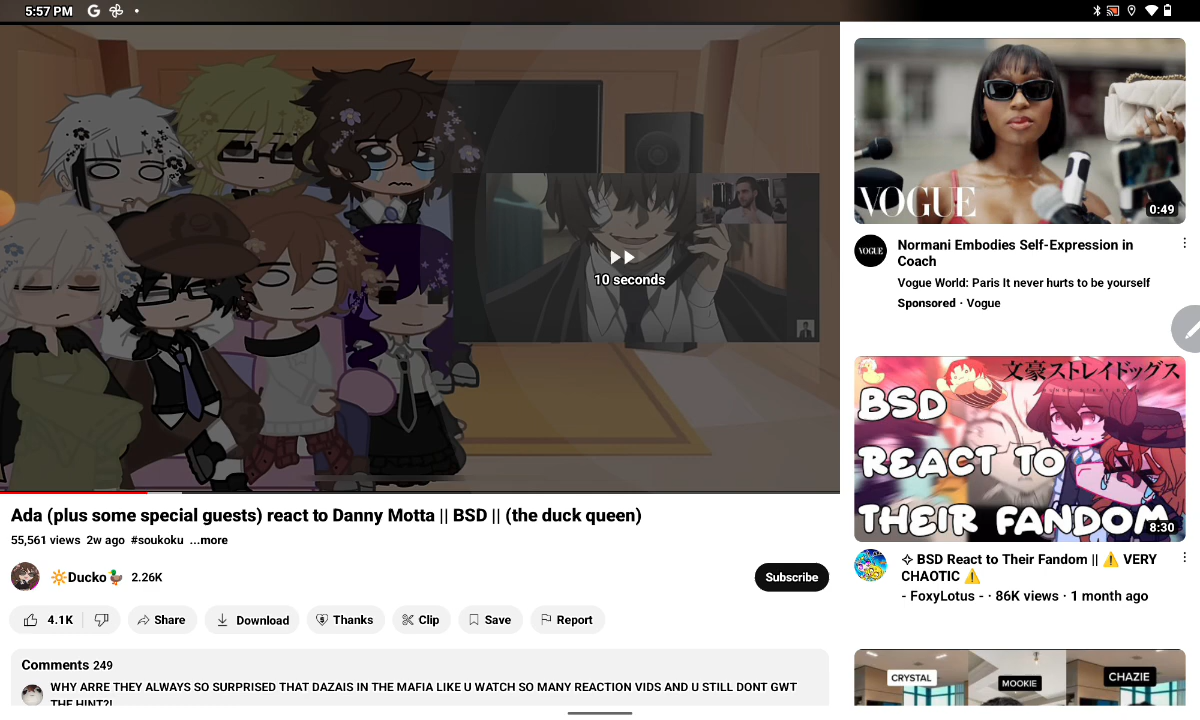 5:57 PM
10 seconds
Ada (plus some special guests) react to Danny Motta || BSD || (the duck queen)
55,561 views 2w ago #soukoku ...more
🔆Ducko🦆 2.26K
Subscribe
4.1K
Share
Download
Thanks
Clip
Save
Report
Comments 249
WHY ARRE THEY ALWAYS SO SURPRISED THAT DAZAIS IN THE MAFIA LIKE U WATCH SO MANY REACTION VIDS AND U STILL DONT GWT
THE HINT?!
VOGUE
0:49
VOGUE
Normani Embodies Self-Expression in
Coach
Vogue World: Paris It never hurts to be yourself
Sponsored · Vogue
文豪ストレイドッグス
BSD
REACT TO
THEIR FANDOM
8:30
✧ BSD React to Their Fandom || ⚠️ VERY
CHAOTIC ⚠️
- FoxyLotus - · 86K views · 1 month ago
CRYSTAL
MOOKIE
CHAZIE